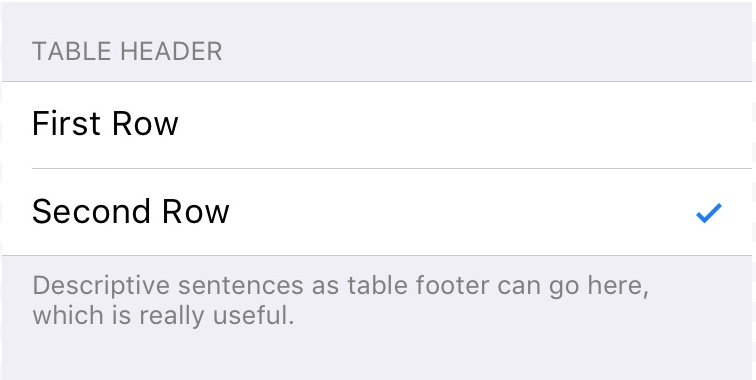 TABLE HEADER
First Row
Second Row
Descriptive sentences as table footer can go here,
which is really useful.